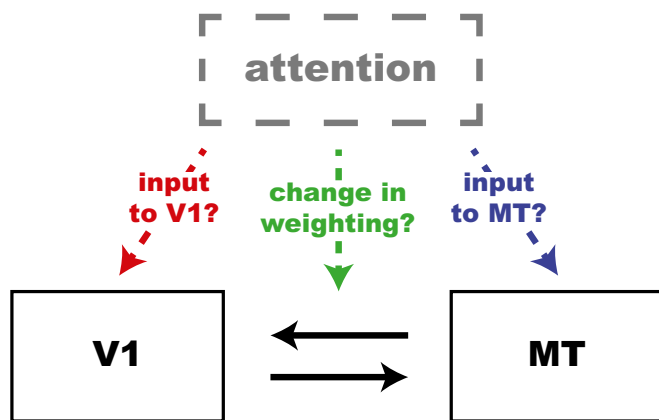 attention
input
to V1?
change in
weighting?
input
to MT?
V1
MT